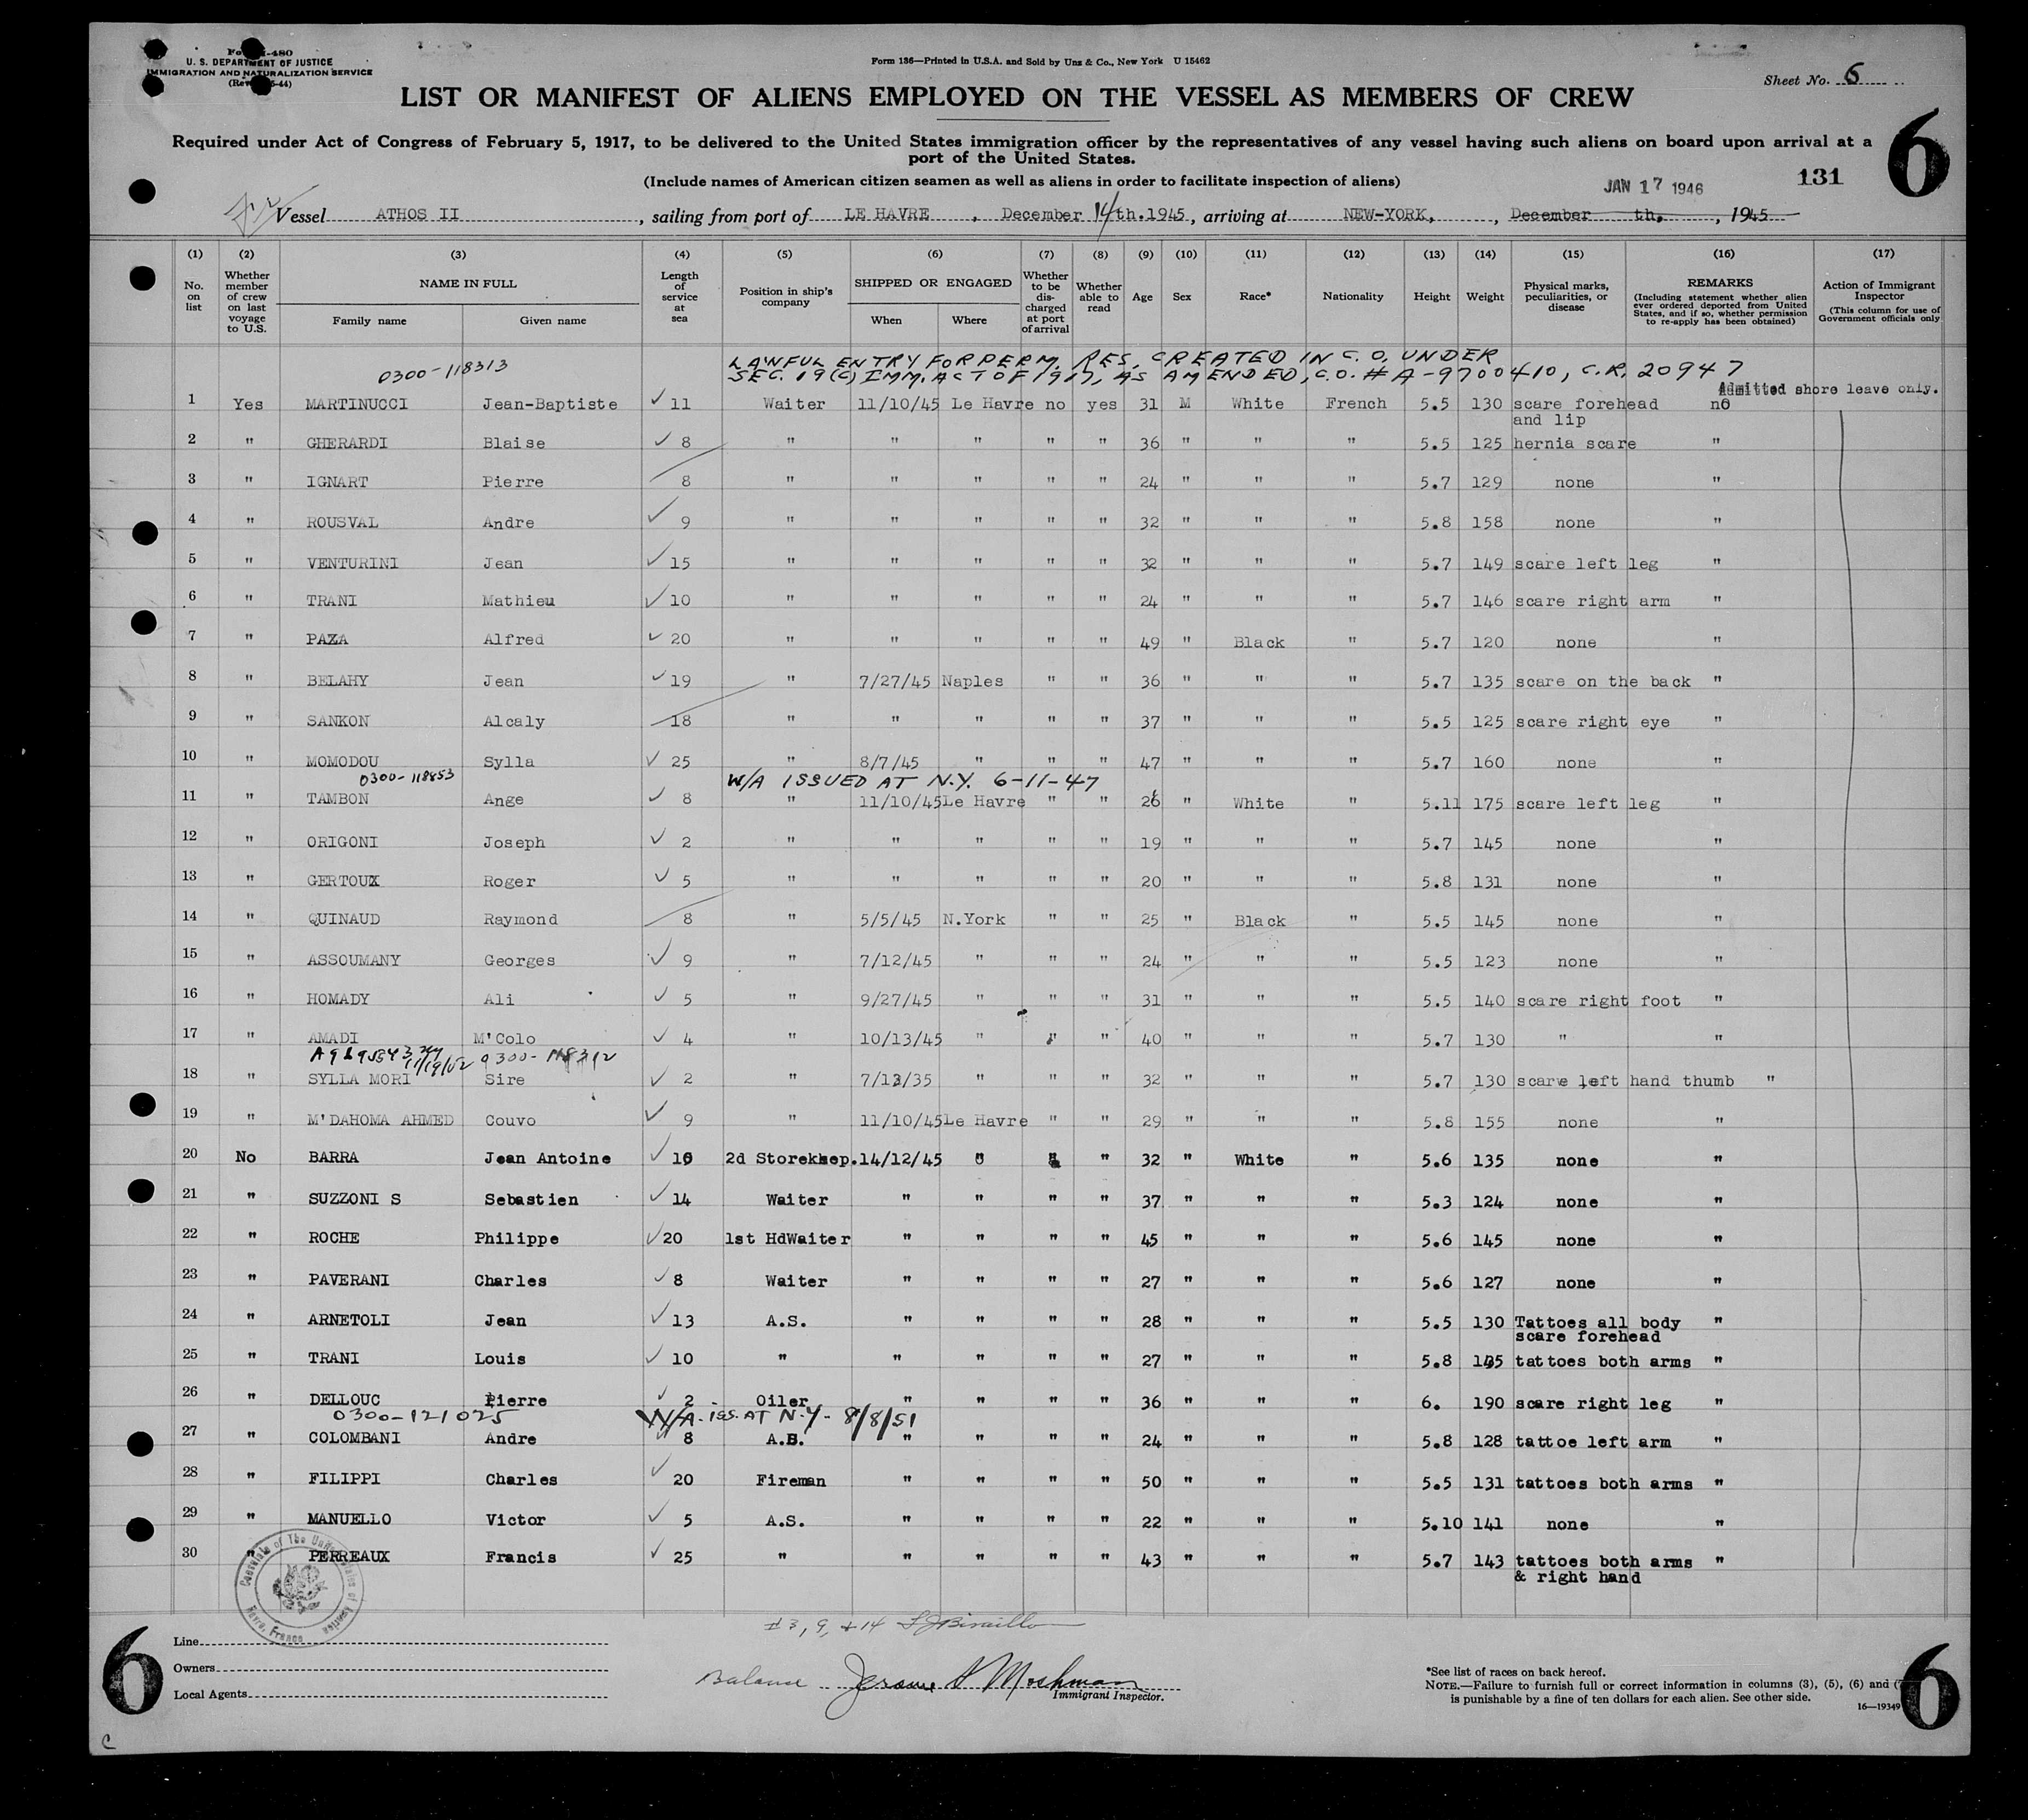 Form I-480
U. S. DEPARTMENT OF JUSTICE
IMMIGRATION AND NATURALIZATION SERVICE
Form 136—Printed in U.S.A. and Sold by Unz & Co., New York U 15462
Sheet No. 6
LIST OR MANIFEST OF ALIENS EMPLOYED ON THE VESSEL AS MEMBERS OF CREW
6
Required under Act of Congress of February 5, 1917, to be delivered to the United States immigration officer by the representatives of any vessel having such aliens on board upon arrival at a
port of the United States.
(Include names of American citizen seamen as well as aliens in order to facilitate inspection of aliens)
JAN 17 1946 131
Vessel ATHOS II, sailing from port of LE HAVRE, December 14th.1945, arriving at NEW-YORK, December th., 1945
(1) (2) (3) (4) (5) (6) (7) (8) (9) (10) (11) (12) (13) (14) (15) (16) (17)
No. on list
Whether member of crew on last voyage to U.S.
NAME IN FULL
Family name
Given name
Length of service at sea
Position in ship's company
SHIPPED OR ENGAGED
When
Where
Whether to be discharged at port of arrival
Whether able to read
Age
Sex
Race*
Nationality
Height
Weight
Physical marks, peculiarities, or disease
REMARKS
(Including statement whether alien ever ordered deported from United States, and if so, whether permission to re-apply has been obtained)
Action of Immigrant Inspector
(This column for use of Government officials only
0300-118313 LAWFUL ENTRY FOR PERM. RES. CREATED IN C.O. UNDER
SEC. 19(C) IMM. ACT OF 1917, AS AMENDED, C.O. # A-9700410, C.R. 20947
Admitted shore leave only.
1 Yes MARTINUCCI Jean-Baptiste ✓ 11 Waiter 11/10/45 Le Havre no yes 31 M White French 5.5 130 scare forehead no
and lip
2 " GHERARDI Blaise ✓ 8 " " " " " 36 " " " 5.5 125 hernia scare "
3 " IGNART Pierre 8 " " " " " 24 " " " 5.7 129 none "
4 " ROUSVAL Andre ✓ 9 " " " " " 32 " " " 5.8 158 none "
5 " VENTURINI Jean ✓ 15 " " " " " 32 " " " 5.7 149 scare left leg "
6 " TRANI Mathieu ✓ 10 " " " " " 24 " " " 5.7 146 scare right arm "
7 " PAZA Alfred ✓ 20 " " " " " 49 " Black " 5.7 120 none "
8 " BELAHY Jean ✓ 19 " 7/27/45 Naples " " 36 " " " 5.7 135 scare on the back "
9 " SANKON Alcaly 18 " " " " " 37 " " " 5.5 125 scare right eye "
10 " MOMODOU Sylla ✓ 25 " 8/7/45 " " " 47 " " " 5.7 160 none "
0300-118853 W/A ISSUED AT N.Y. 6-11-47
11 " TAMBON Ange ✓ 8 " 11/10/45 Le Havre " " 26 " White " 5.11 175 scare left leg "
12 " ORIGONI Joseph ✓ 2 " " " " " 19 " " " 5.7 145 none "
13 " GERTOUX Roger ✓ 5 " " " " " 20 " " " 5.8 131 none "
14 " QUINAUD Raymond 8 " 5/5/45 N.York " " 25 " Black " 5.5 145 none "
15 " ASSOUMANY Georges ✓ 9 " 7/12/45 " " " 24 " " " 5.5 123 none "
16 " HOMADY Ali ✓ 5 " 9/27/45 " " " 31 " " " 5.5 140 scare right foot "
17 " AMADI M'Colo ✓ 4 " 10/13/45 " " " 40 " " " 5.7 130 " "
11/19/52 0300-118312
18 " SYLLA MORI Sire ✓ 2 " 7/13/35 " " " 32 " " " 5.7 130 scare left hand thumb "
19 " M'DAHOMA AHMED Couvo ✓ 9 " 11/10/45 Le Havre " " 29 " " " 5.8 155 none "
20 No BARRA Jean Antoine ✓ 16 2d Storekeep. 14/12/45 " " " 32 " White " 5.6 135 none "
21 " SUZZONI S Sebastien ✓ 14 Waiter " " " " 37 " " " 5.3 124 none "
22 " ROCHE Philippe ✓ 20 1st HdWaiter " " " " 45 " " " 5.6 145 none "
23 " PAVERANI Charles ✓ 8 Waiter " " " " 27 " " " 5.6 127 none "
24 " ARNETOLI Jean ✓ 13 A.S. " " " " 28 " " " 5.5 130 Tattoes all body "
scare forehead
25 " TRANI Louis ✓ 10 " " " " " 27 " " " 5.8 tattoes both arms "
26 " DELLOUC Pierre ✓ 2 Oiler " " " " 36 " " " 6. 190 scare right leg "
0300-121025 W/A. iss. AT N.Y- 8/8/51
27 " COLOMBANI Andre ✓ 8 A.B. " " " " 24 " " " 5.8 128 tattoe left arm "
28 " FILIPPI Charles ✓ 20 Fireman " " " " 50 " " " 5.5 131 tattoes both arms "
29 " MANUELLO Victor ✓ 5 A.S. " " " " 22 " " " 5.10 141 none "
30 " PERREAUX Francis ✓ 25 " " " " " 43 " " " 5.7 143 tattoes both arms "
& right hand
Consulate of The United States of America
Havre, France
#3, 9, +14
6
Line
Owners
Local Agents
Balance Jerome A Moshman
Immigrant Inspector.
*See list of races on back hereof.
NOTE.—Failure to furnish full or correct information in columns (3), (5), (6) and (
is punishable by a fine of ten dollars for each alien. See other side.
16—19349
6
C